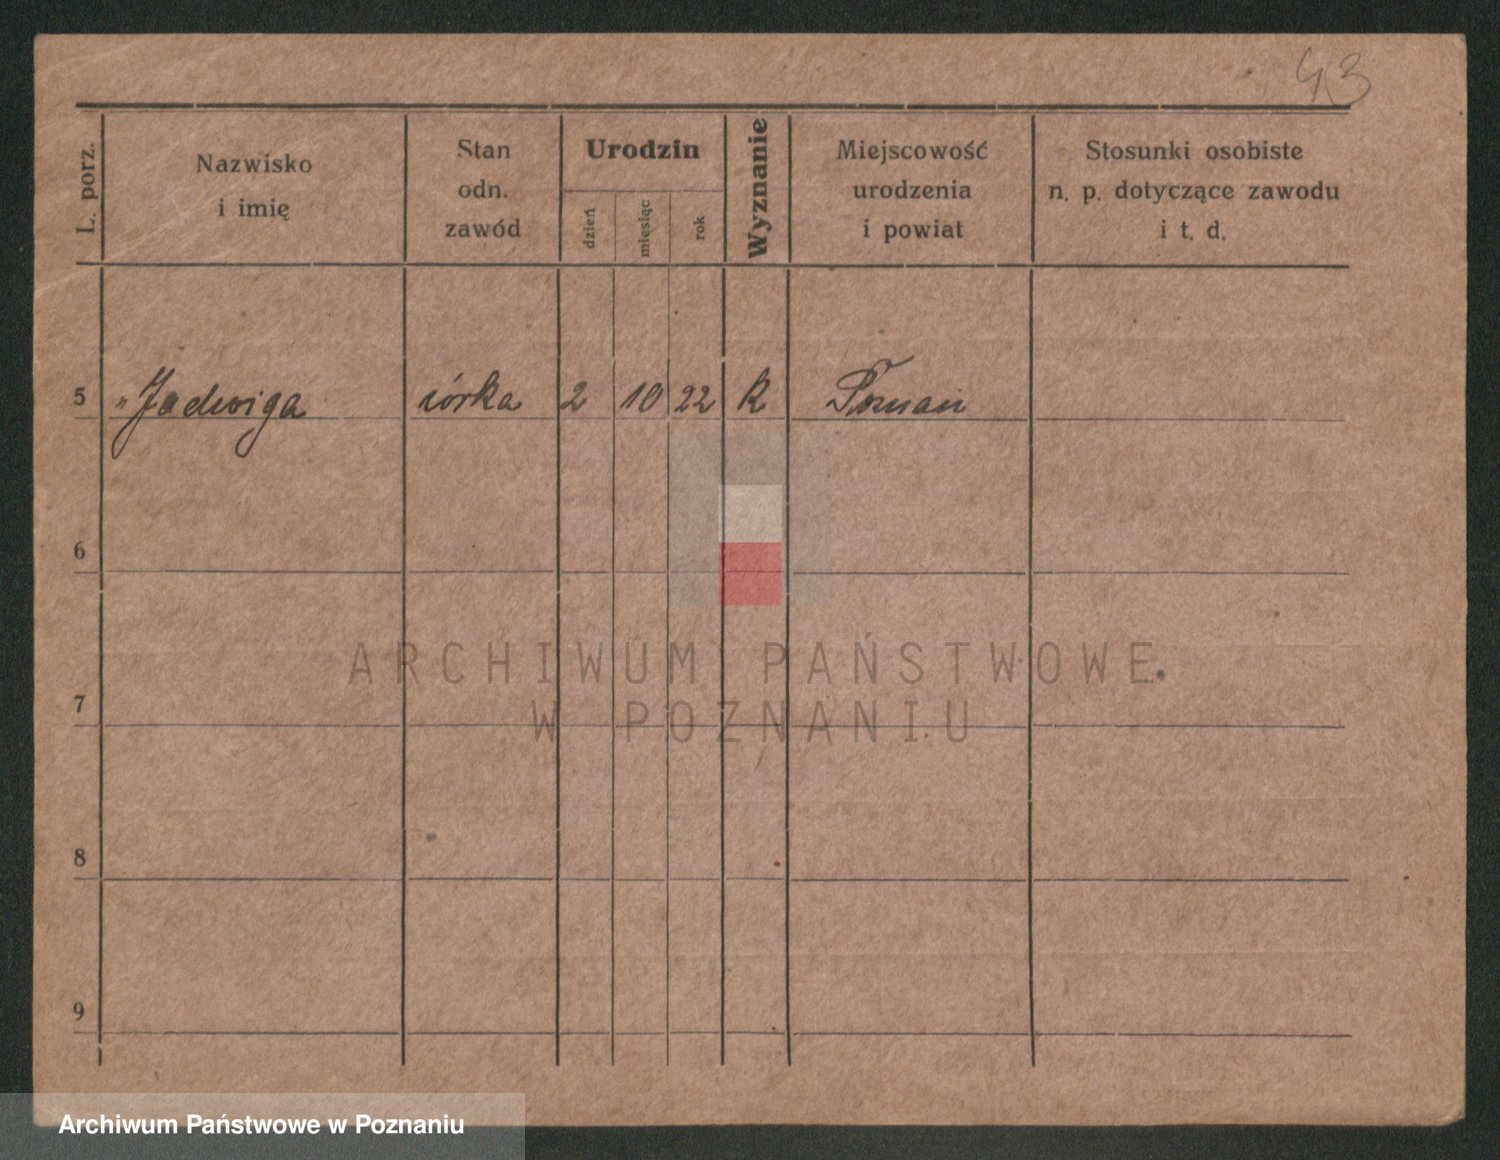 43
L. porz.
Nazwisko
i imię
Stan
odn.
zawód
Urodzin
dzień
miesiąc
rok
Wyznanie
Miejscowość
urodzenia
i powiat
Stosunki osobiste
n. p. dotyczące zawodu
i t. d.
5 " Jadwiga córka 2 10 22 k Poznań
6
7
8
9
ARCHIWUM PAŃSTWOWE
W POZNANIU
Archiwum Państwowe w Poznaniu